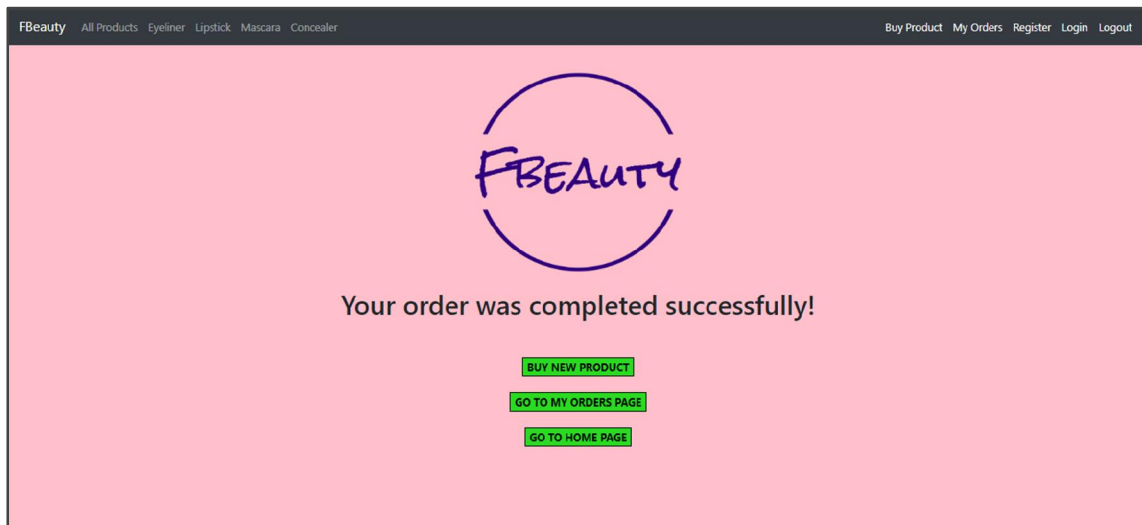 FBeauty All Products Eyeliner Lipstick Mascara Concealer Buy Product My Orders Register Login Logout
FBEAUTY
Your order was completed successfully!
BUY NEW PRODUCT
GO TO MY ORDERS PAGE
GO TO HOME PAGE